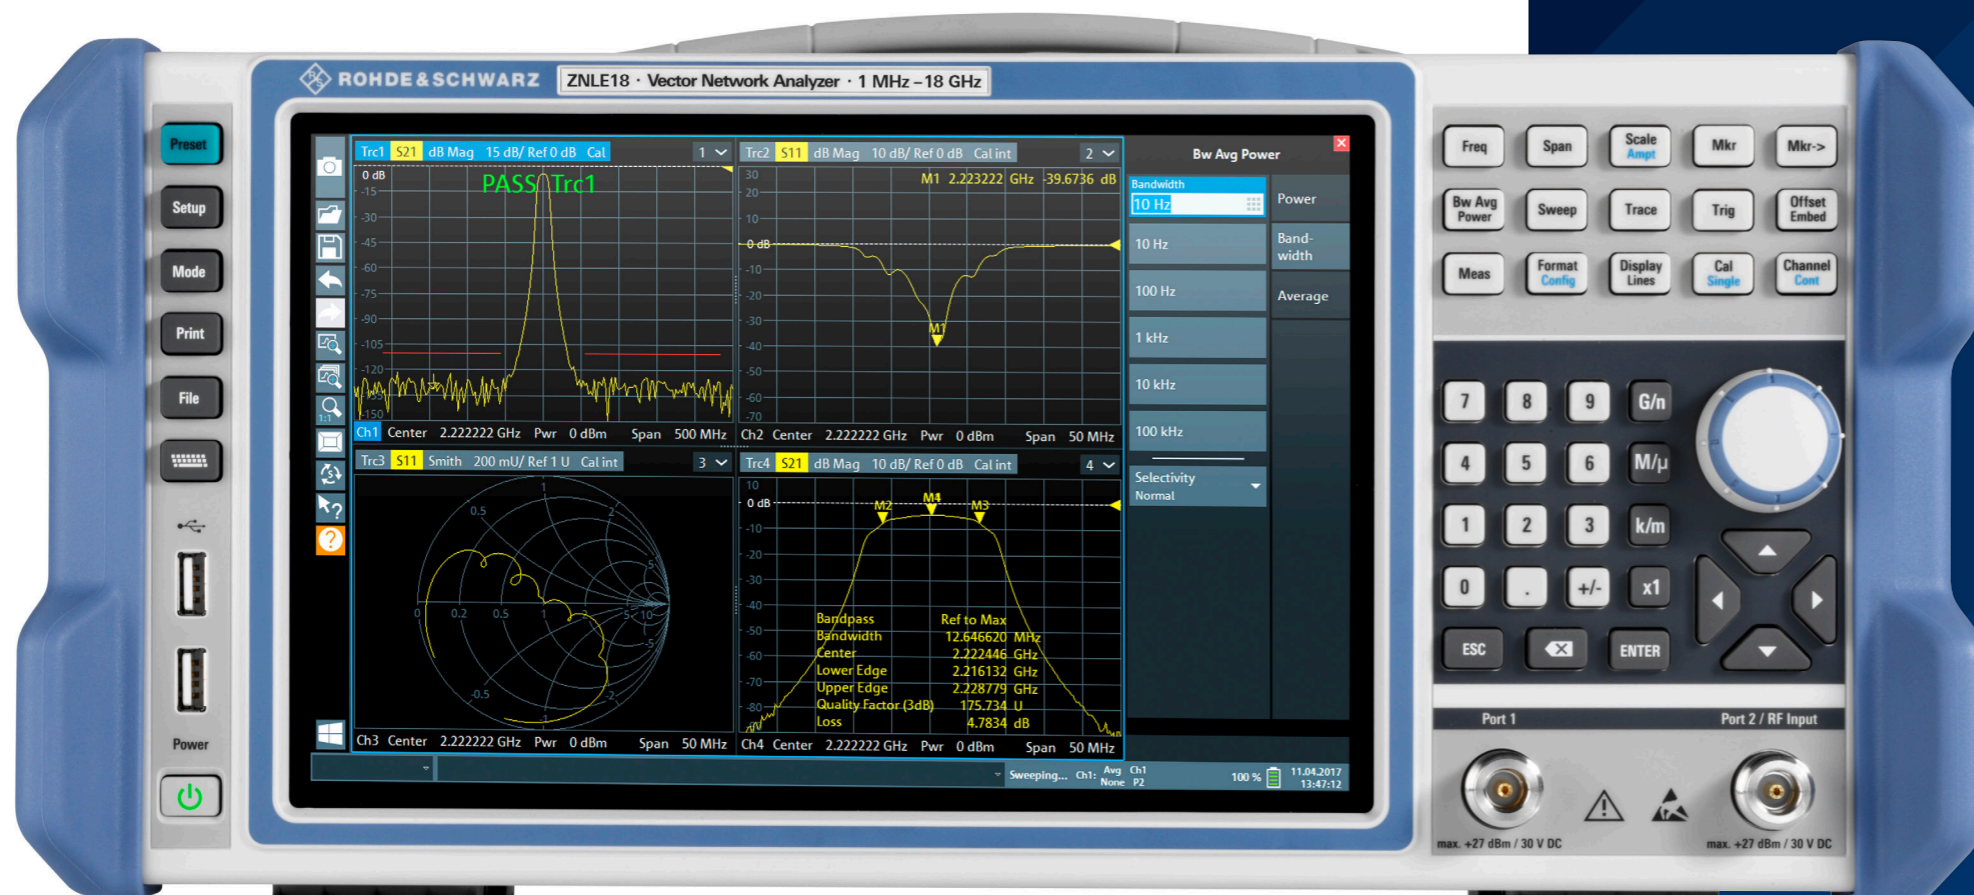 ROHDE&SCHWARZ
ZNLE18 · Vector Network Analyzer · 1 MHz – 18 GHz
Preset
Setup
Mode
Print
File
Power
Trc1 S21 dB Mag 15 dB/ Ref 0 dB Cal 1
0 dB
-15
-30
-45
-60
-75
-90
-105
-120
-150
PASS Trc1
Ch1 Center 2.222222 GHz Pwr 0 dBm Span 500 MHz
Trc2 S11 dB Mag 10 dB/ Ref 0 dB Cal int 2
M1 2.223222 GHz -39.6736 dB
30
20
10
0 dB
-10
-20
-30
-40
-50
-60
-70
M1
Ch2 Center 2.222222 GHz Pwr 0 dBm Span 50 MHz
Trc3 S11 Smith 200 mU/ Ref 1 U Cal int 3
1
0.5
2
5
0
0.2
0.5
1
2
5
10
-5
-0.5
-2
-1
Ch3 Center 2.222222 GHz Pwr 0 dBm Span 50 MHz
Trc4 S21 dB Mag 10 dB/ Ref 0 dB Cal int 4
10
0 dB
-10
-20
-30
-40
-50
-60
-70
-80
M2
M4
M3
Bandpass Ref to Max
Bandwidth 12.646620 MHz
Center 2.222446 GHz
Lower Edge 2.216132 GHz
Upper Edge 2.228779 GHz
Quality Factor (3dB) 175.734 U
Loss 4.7834 dB
Ch4 Center 2.222222 GHz Pwr 0 dBm Span 50 MHz
Sweeping... Ch1: Avg None Ch1 P2
100 %
11.04.2017
13:47:12
1:1
Bw Avg Power
Bandwidth
10 Hz
10 Hz
100 Hz
1 kHz
10 kHz
100 kHz
Selectivity
Normal
Power
Band-
width
Average
Freq
Span
Scale
Ampt
Mkr
Mkr->
Bw Avg
Power
Sweep
Trace
Trig
Offset
Embed
Meas
Format
Config
Display
Lines
Cal
Single
Channel
Cont
7 8 9 G/n
4 5 6 M/µ
1 2 3 k/m
0 . +/- x1
ESC
ENTER
Port 1
Port 2 / RF Input
max. +27 dBm / 30 V DC
max. +27 dBm / 30 V DC